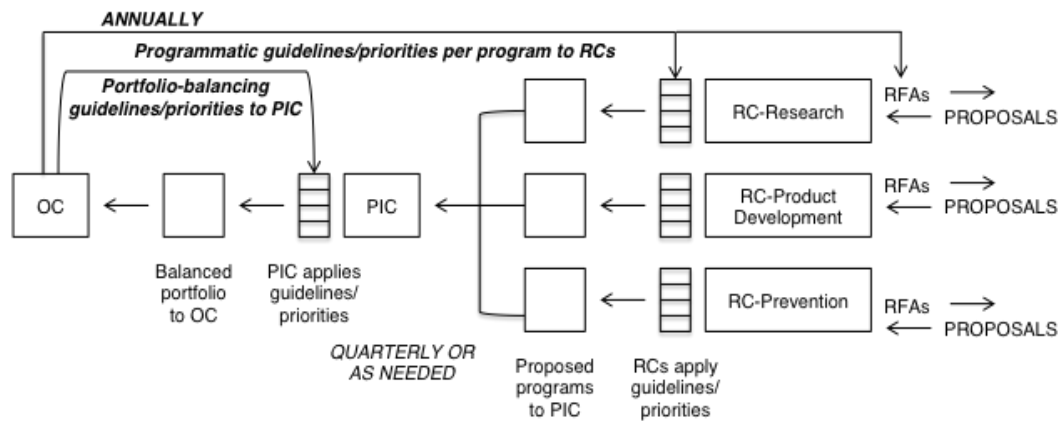 ANNUALLY
Programmatic guidelines/priorities per program to RCs
Portfolio-balancing
guidelines/priorities to PIC
RC-Research
RFAs
PROPOSALS
OC
PIC
RC-Product
Development
RFAs
PROPOSALS
Balanced
portfolio
to OC
PIC applies
guidelines/
priorities
RC-Prevention
RFAs
PROPOSALS
QUARTERLY OR
AS NEEDED
Proposed
programs
to PIC
RCs apply
guidelines/
priorities